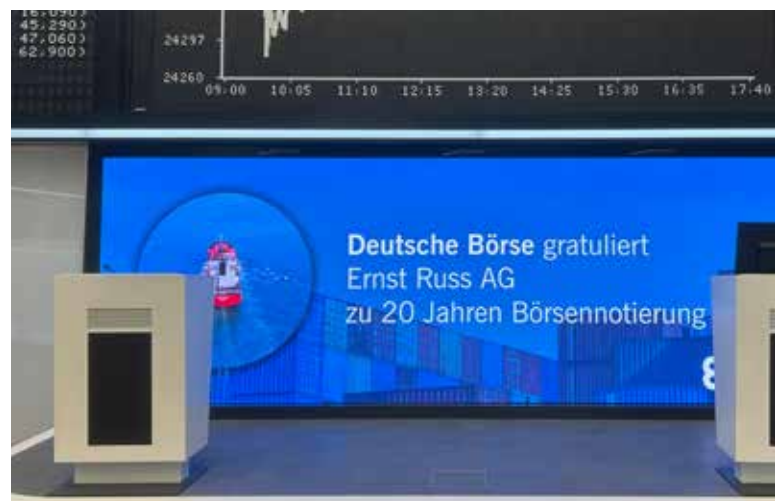 45,290)
47,060)
62,900)
24297
24260
09:00 10:05 11:10 12:15 13:20 14:25 15:30 16:35 17:40
Deutsche Börse gratuliert
Ernst Russ AG
zu 20 Jahren Börsennotierung